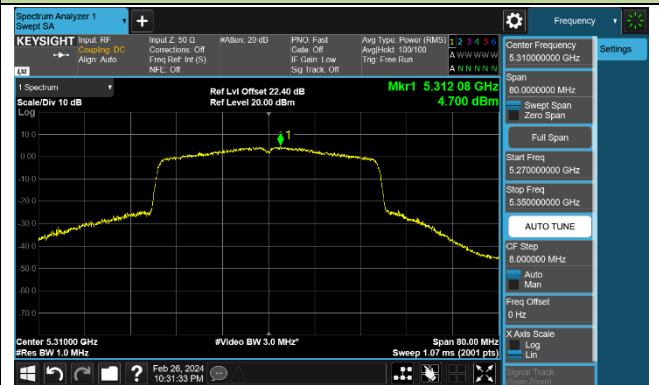 Spectrum Analyzer 1
Swept SA
+
Frequency
KEYSIGHT
Input: RF
Coupling: DC
Align: Auto
Input Z: 50 Ω
Corrections: Off
Freq Ref: Int (S)
NFE: Off
#Atten: 20 dB
PNO: Fast
Gate: Off
IF Gain: Low
Sig Track: Off
Avg Type: Power (RMS)
Avg|Hold: 100/100
Trig: Free Run
1 2 3 4 5 6
A W W W W W
A N N N N N
LXI
Center Frequency
5.310000000 GHz
Settings
Span
80.0000000 MHz
Swept Span
Zero Span
Full Span
Start Freq
5.270000000 GHz
Stop Freq
5.350000000 GHz
AUTO TUNE
CF Step
8.000000 MHz
Auto
Man
Freq Offset
0 Hz
X Axis Scale
Log
Lin
Signal Track
(Span Zoom)
1 Spectrum
Scale/Div 10 dB
Log
Ref Lvl Offset 22.40 dB
Ref Level 20.00 dBm
Mkr1 5.312 08 GHz
4.700 dBm
1
10.0
0.00
-10.0
-20.0
-30.0
-40.0
-50.0
-60.0
-70.0
Center 5.31000 GHz
#Res BW 1.0 MHz
#Video BW 3.0 MHz*
Span 80.00 MHz
Sweep 1.07 ms (2001 pts)
?
Feb 26, 2024
10:31:33 PM